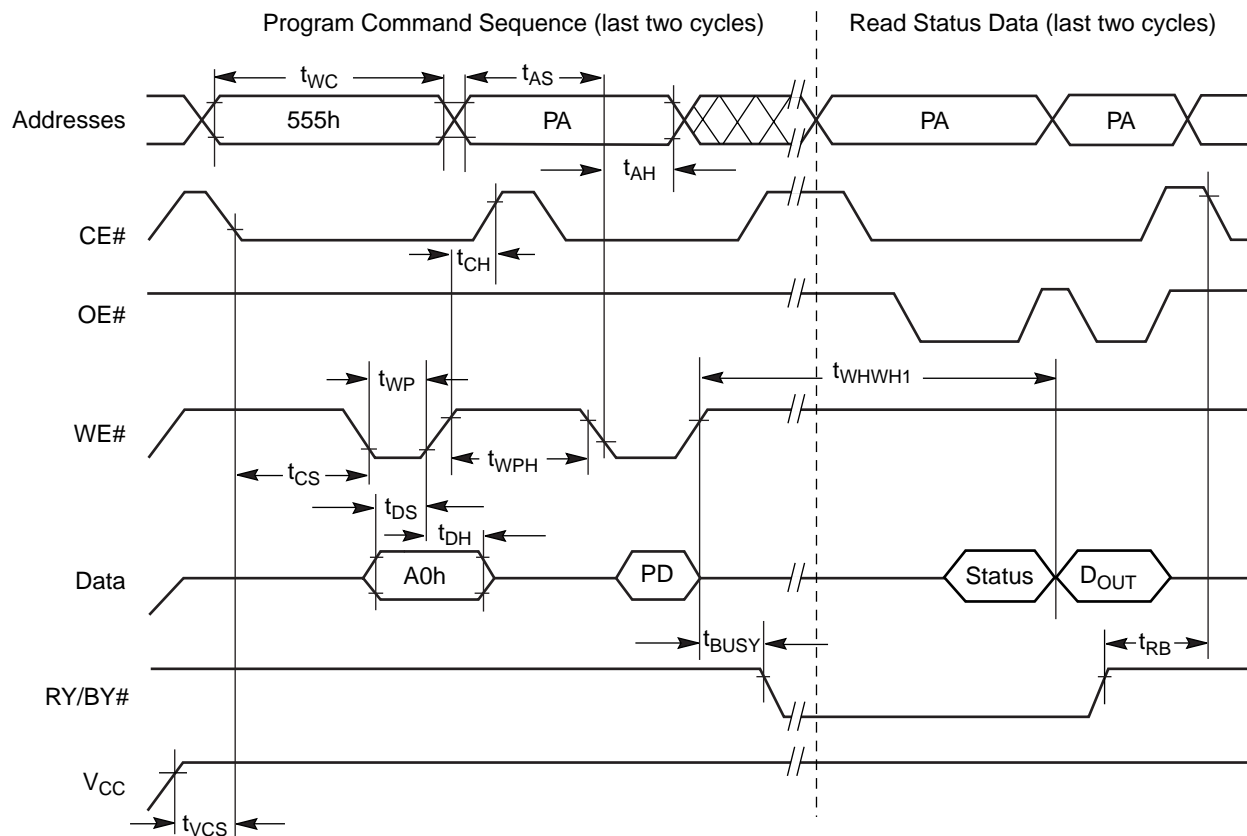 Program Command Sequence (last two cycles)
Read Status Data (last two cycles)
tWC
tAS
Addresses
555h
PA
PA
PA
tAH
CE#
tCH
OE#
tWP
tWHWH1
WE#
tCS
tWPH
tDS
tDH
Data
A0h
PD
Status
DOUT
tBUSY
tRB
RY/BY#
VCC
tVCS